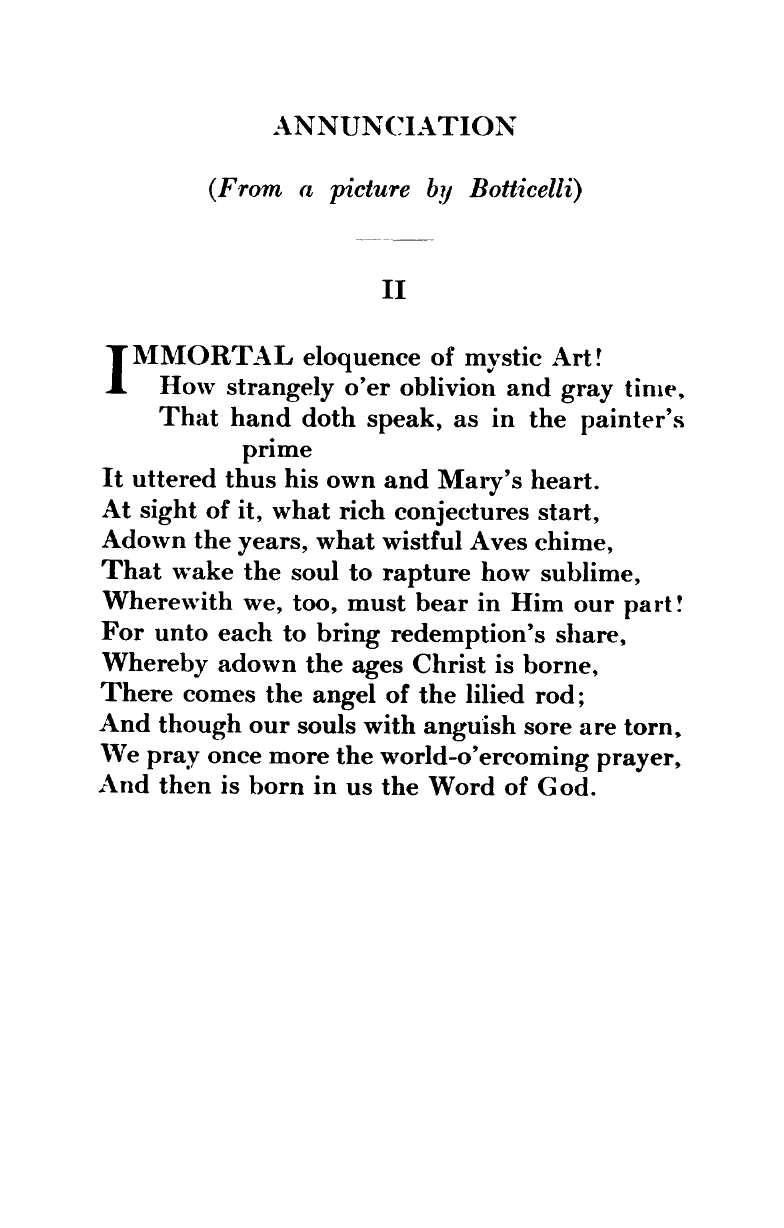 ANNUNCIATION
(From a picture by Botticelli)
II
IMMORTAL eloquence of mystic Art!
How strangely o'er oblivion and gray time,
That hand doth speak, as in the painter's
prime
It uttered thus his own and Mary's heart.
At sight of it, what rich conjectures start,
Adown the years, what wistful Aves chime,
That wake the soul to rapture how sublime,
Wherewith we, too, must bear in Him our part!
For unto each to bring redemption's share,
Whereby adown the ages Christ is borne,
There comes the angel of the lilied rod;
And though our souls with anguish sore are torn,
We pray once more the world-o'ercoming prayer,
And then is born in us the Word of God.